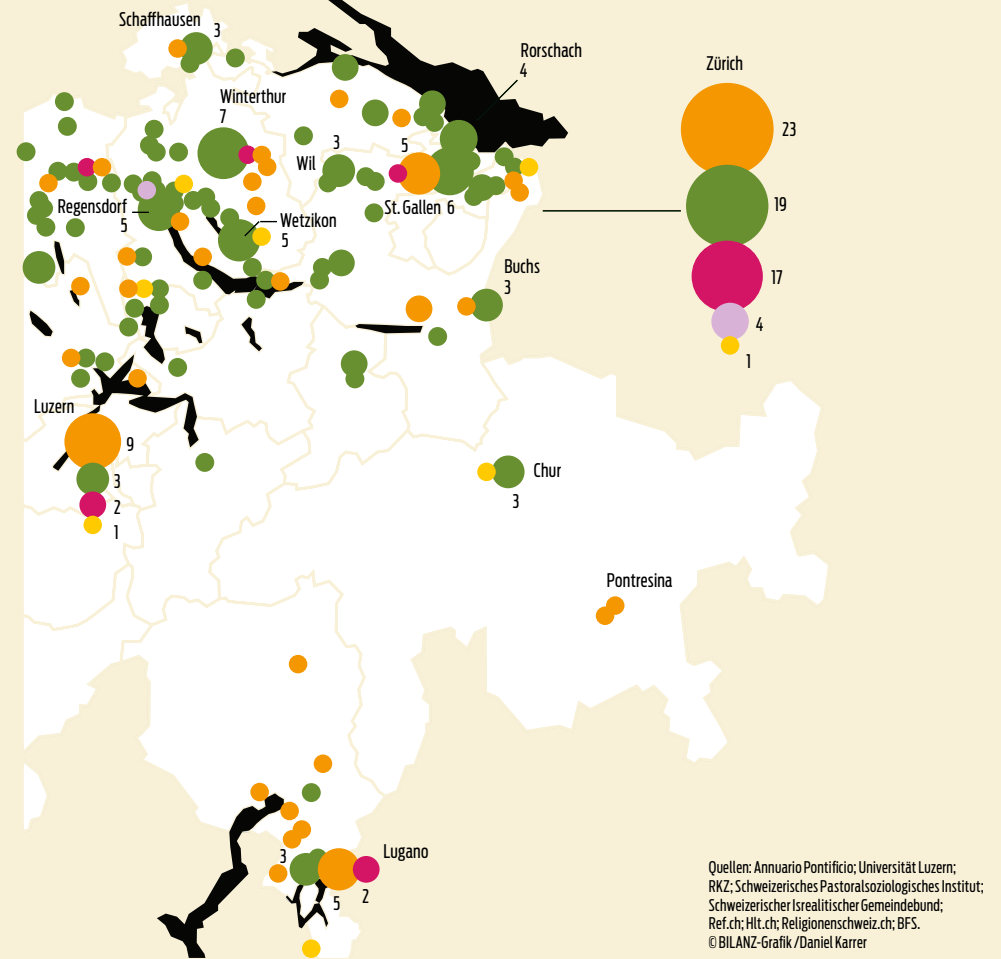 Schaffhausen
3
Rorschach
4
Zürich
23
19
17
4
1
Winterthur
7
Wil
3
5
St. Gallen 6
Regensdorf
5
Wetzikon
5
Buchs
3
Luzern
9
3
2
1
Chur
3
Pontresina
Lugano
3
5
2
Quellen: Annuario Pontificio; Universität Luzern;
RKZ; Schweizerisches Pastoralsoziologisches Institut;
Schweizerischer Isrealitischer Gemeindebund;
Ref.ch; Hlt.ch; Religionenschweiz.ch; BFS.
© BILANZ-Grafik / Daniel Karrer